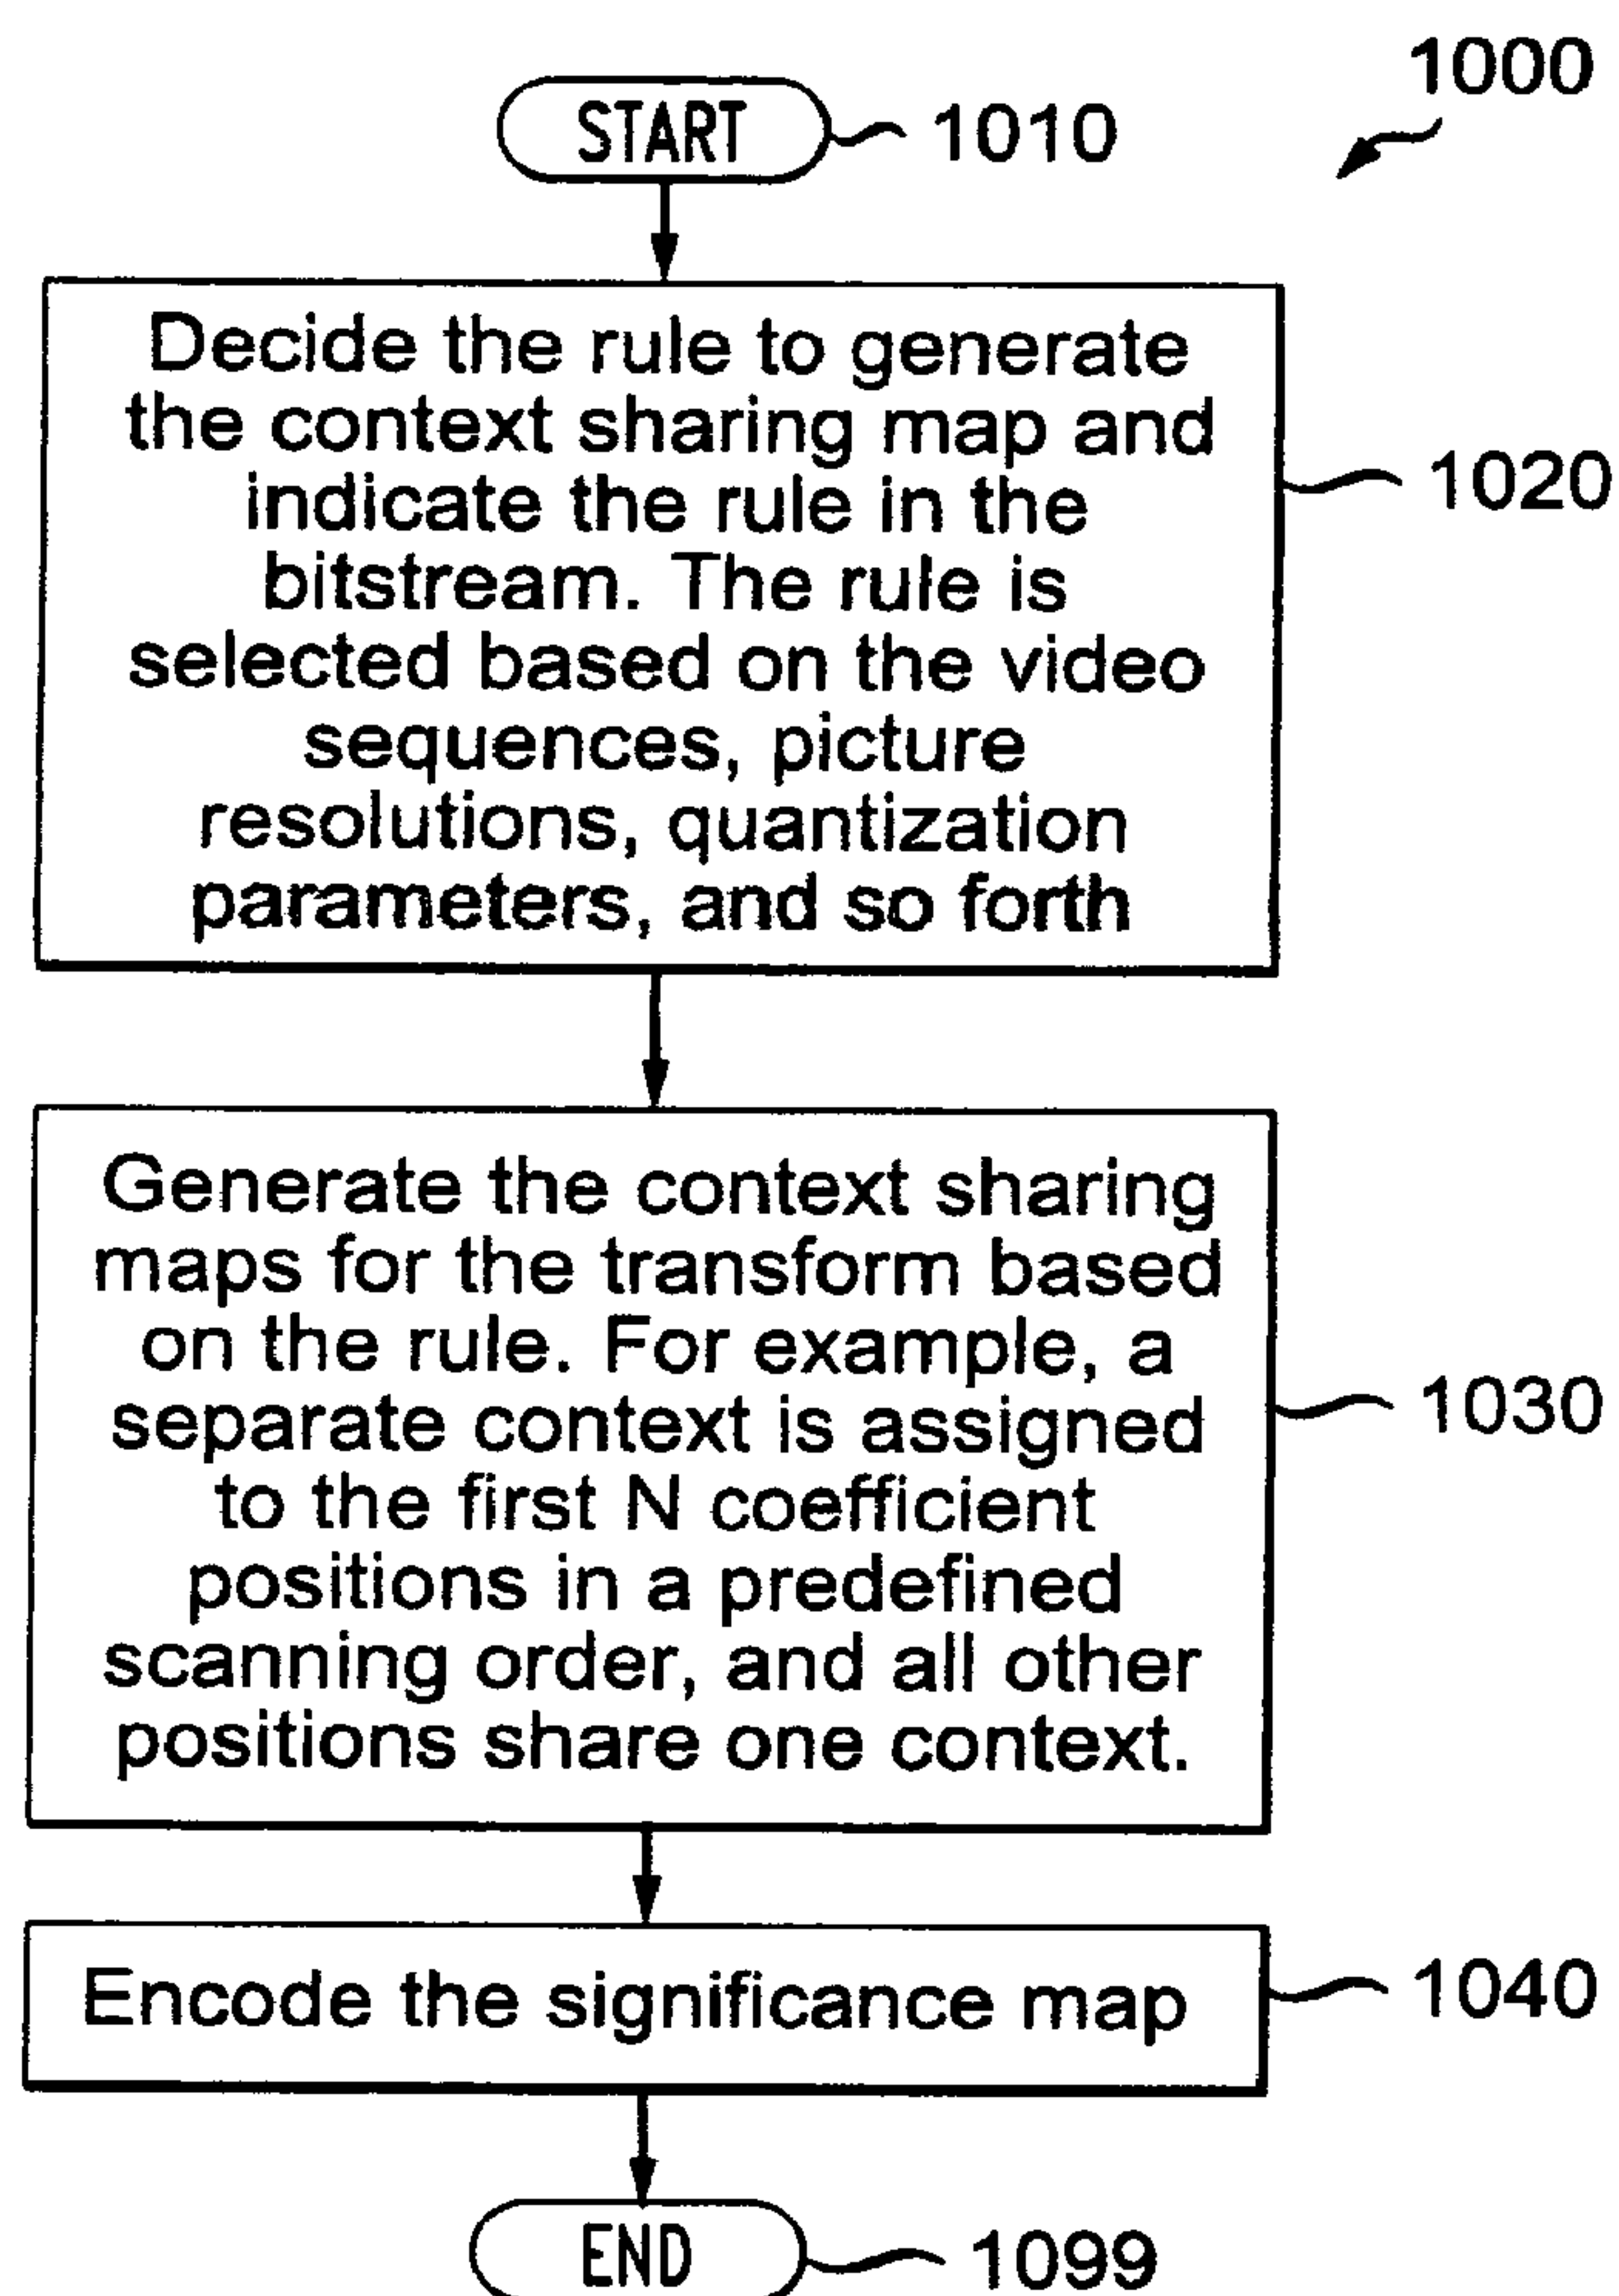 1000
START
1010
Decide the rule to generate
the context sharing map and
indicate the rule in the
bitstream. The rule is
selected based on the video
sequences, picture
resolutions, quantization
parameters, and so forth
1020
Generate the context sharing
maps for the transform based
on the rule. For example, a
separate context is assigned
to the first N coefficient
positions in a predefined
scanning order, and all other
positions share one context.
1030
Encode the significance map
1040
END
1099